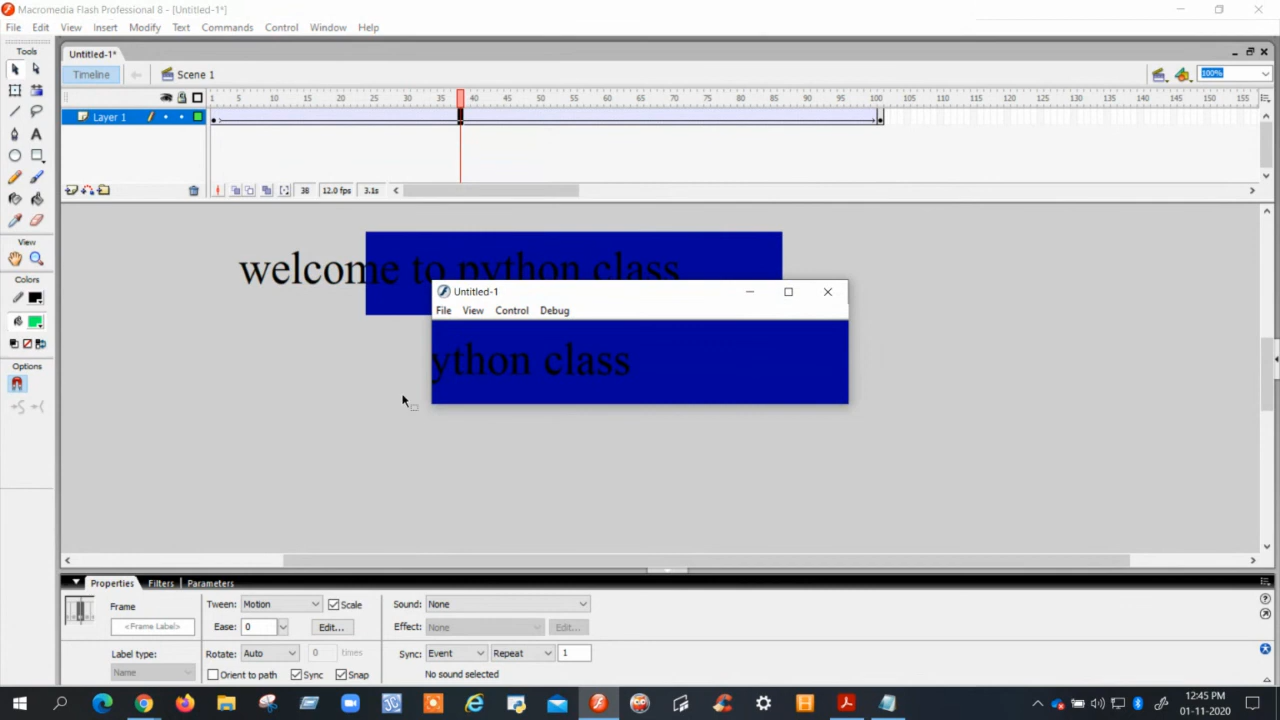 Macromedia Flash Professional 8 - [Untitled-1*]
File Edit View Insert Modify Text Commands Control Window Help
Tools
Untitled-1*
Timeline Scene 1 100%
1 5 10 15 20 25 30 35 40 45 50 55 60 65 70 75 80 85 90 95 100 105 110 115 120 125 130 135 140 145 150 155
Layer 1
38 12.0 fps 3.1s
View
Colors
Options
welcome to python class
Untitled-1
File View Control Debug
ython class
Properties Filters Parameters
Frame
<Frame Label>
Label type:
Name
Tween: Motion Scale
Ease: 0 Edit...
Rotate: Auto 0 times
Orient to path Sync Snap
Sound: None
Effect: None Edit...
Sync: Event Repeat 1
No sound selected
12:45 PM
01-11-2020